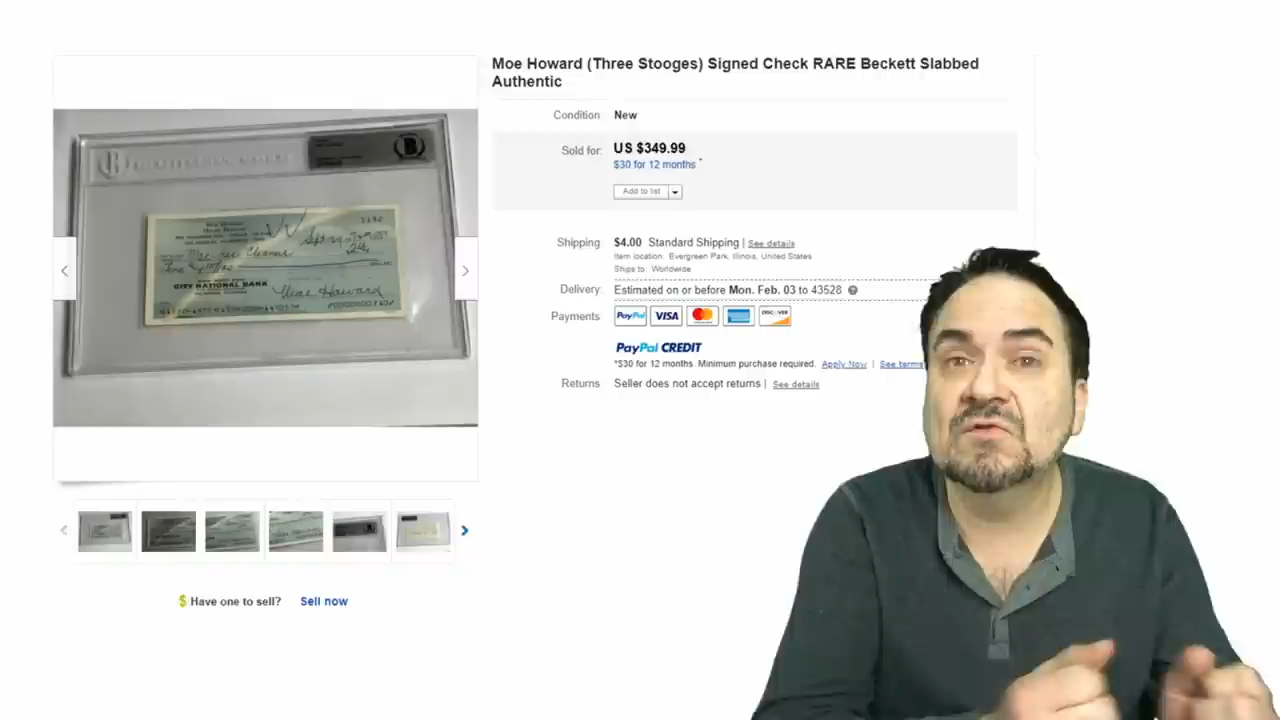 Moe Howard (Three Stooges) Signed Check RARE Beckett Slabbed
Authentic
Condition New
Sold for: US $349.99
$30 for 12 months *
Add to list
Shipping: $4.00 Standard Shipping | See details
Item location: Evergreen Park, Illinois, United States
Ships to: Worldwide
Delivery: Estimated on or before Mon. Feb. 03 to 43528
Payments: PayPal VISA MasterCard DISCOVER
PayPal CREDIT
*$30 for 12 months. Minimum purchase required. Apply Now | See terms
Returns: Seller does not accept returns | See details
Moe Howard
CITY NATIONAL BANK
Moe Howard
$ Have one to sell? Sell now